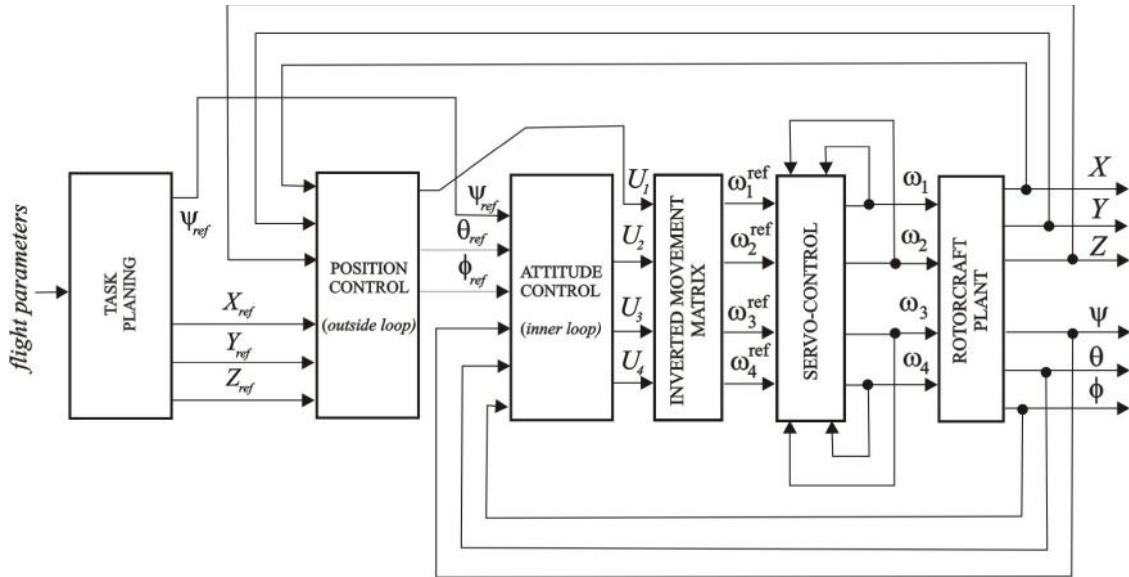 flight parameters
TASK
PLANING
ψref
Xref
Yref
Zref
POSITION
CONTROL
(outside loop)
ψref
θref
ϕref
ATTITUDE
CONTROL
(inner loop)
U1
U2
U3
U4
INVERTED MOVEMENT
MATRIX
ω1ref
ω2ref
ω3ref
ω4ref
SERVO-CONTROL
ω1
ω2
ω3
ω4
ROTORCRAFT
PLANT
X
Y
Z
ψ
θ
ϕ